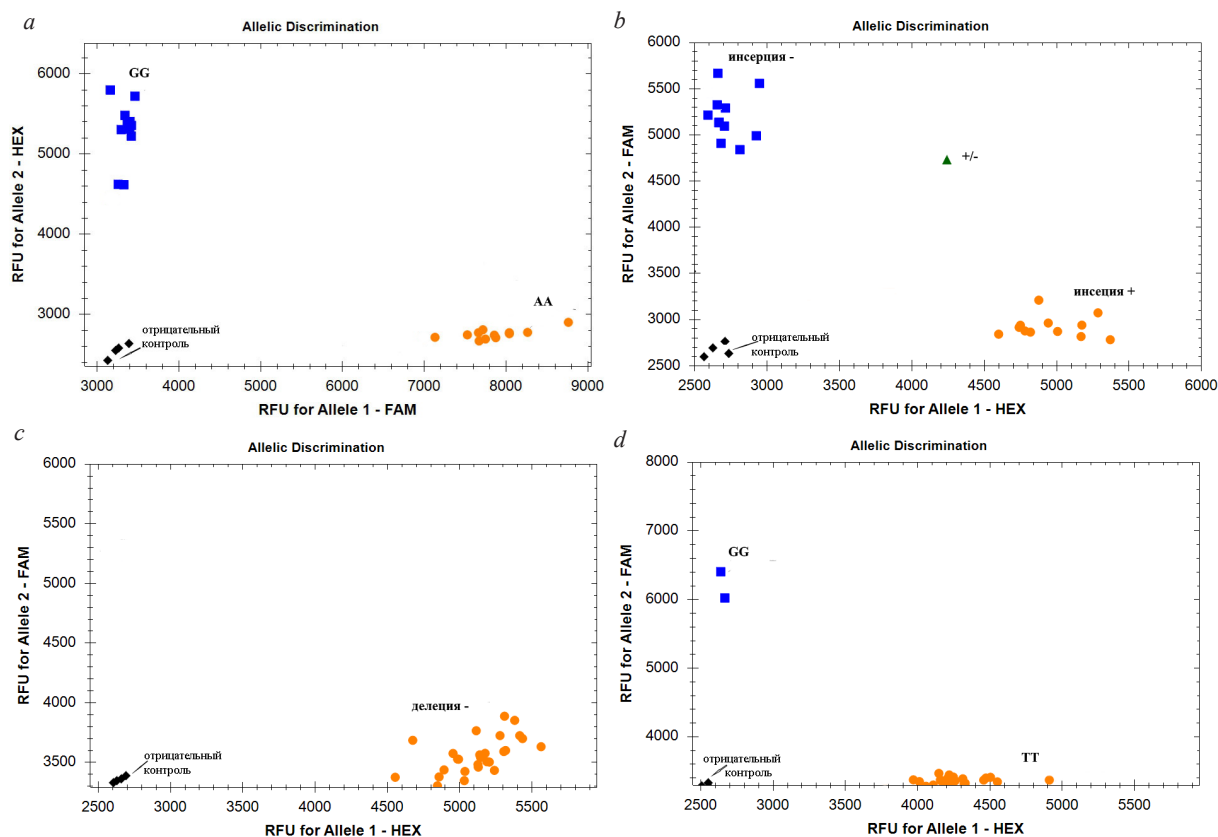 a
Allelic Discrimination
RFU for Allele 2 - HEX
6000
5000
4000
3000
GG
AA
отрицательный
контроль
3000 4000 5000 6000 7000 8000 9000
RFU for Allele 1 - FAM
b
Allelic Discrimination
RFU for Allele 2 - FAM
6000
5500
5000
4500
4000
3500
3000
2500
инсерция -
+/-
инсеция +
отрицательный
контроль
2500 3000 3500 4000 4500 5000 5500 6000
RFU for Allele 1 - HEX
c
Allelic Discrimination
RFU for Allele 2 - FAM
6000
5500
5000
4500
4000
3500
делеция -
отрицательный
контроль
2500 3000 3500 4000 4500 5000 5500
RFU for Allele 1 - HEX
d
Allelic Discrimination
RFU for Allele 2 - FAM
8000
7000
6000
5000
4000
GG
TT
отрицательный
контроль
2500 3000 3500 4000 4500 5000 5500
RFU for Allele 1 - HEX